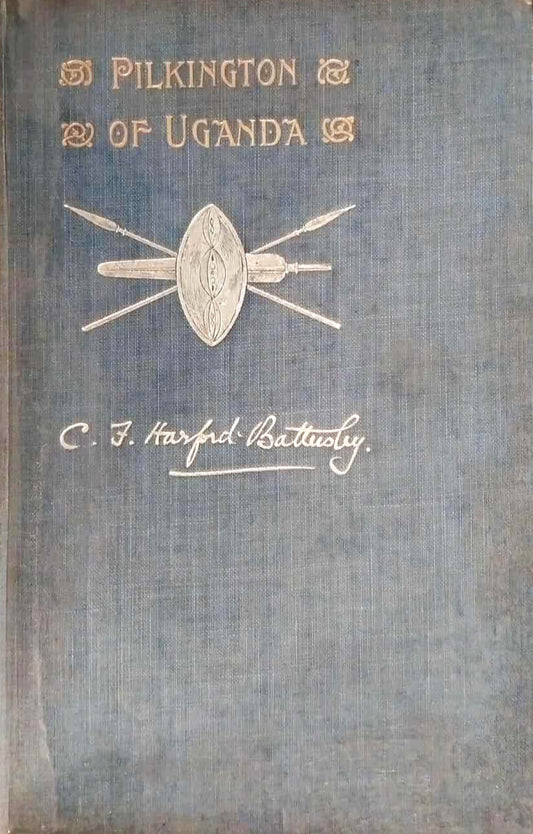 PILKINGTON
OF UGANDA
C. F. Harford-Battersby.